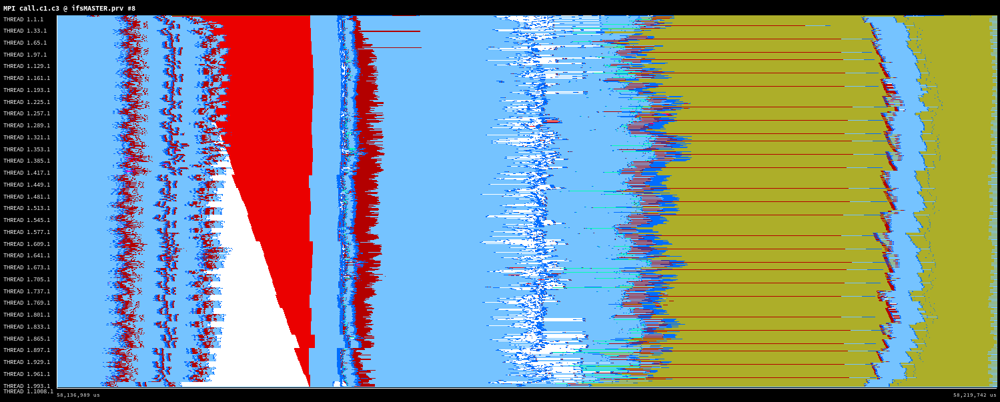 MPI call.c1.c3 @ ifsMASTER.prv #8
THREAD 1.1.1
THREAD 1.33.1
THREAD 1.65.1
THREAD 1.97.1
THREAD 1.129.1
THREAD 1.161.1
THREAD 1.193.1
THREAD 1.225.1
THREAD 1.257.1
THREAD 1.289.1
THREAD 1.321.1
THREAD 1.353.1
THREAD 1.385.1
THREAD 1.417.1
THREAD 1.449.1
THREAD 1.481.1
THREAD 1.513.1
THREAD 1.545.1
THREAD 1.577.1
THREAD 1.609.1
THREAD 1.641.1
THREAD 1.673.1
THREAD 1.705.1
THREAD 1.737.1
THREAD 1.769.1
THREAD 1.801.1
THREAD 1.833.1
THREAD 1.865.1
THREAD 1.897.1
THREAD 1.929.1
THREAD 1.961.1
THREAD 1.993.1
THREAD 1.1008.1
58,136,989 us 58,219,742 us